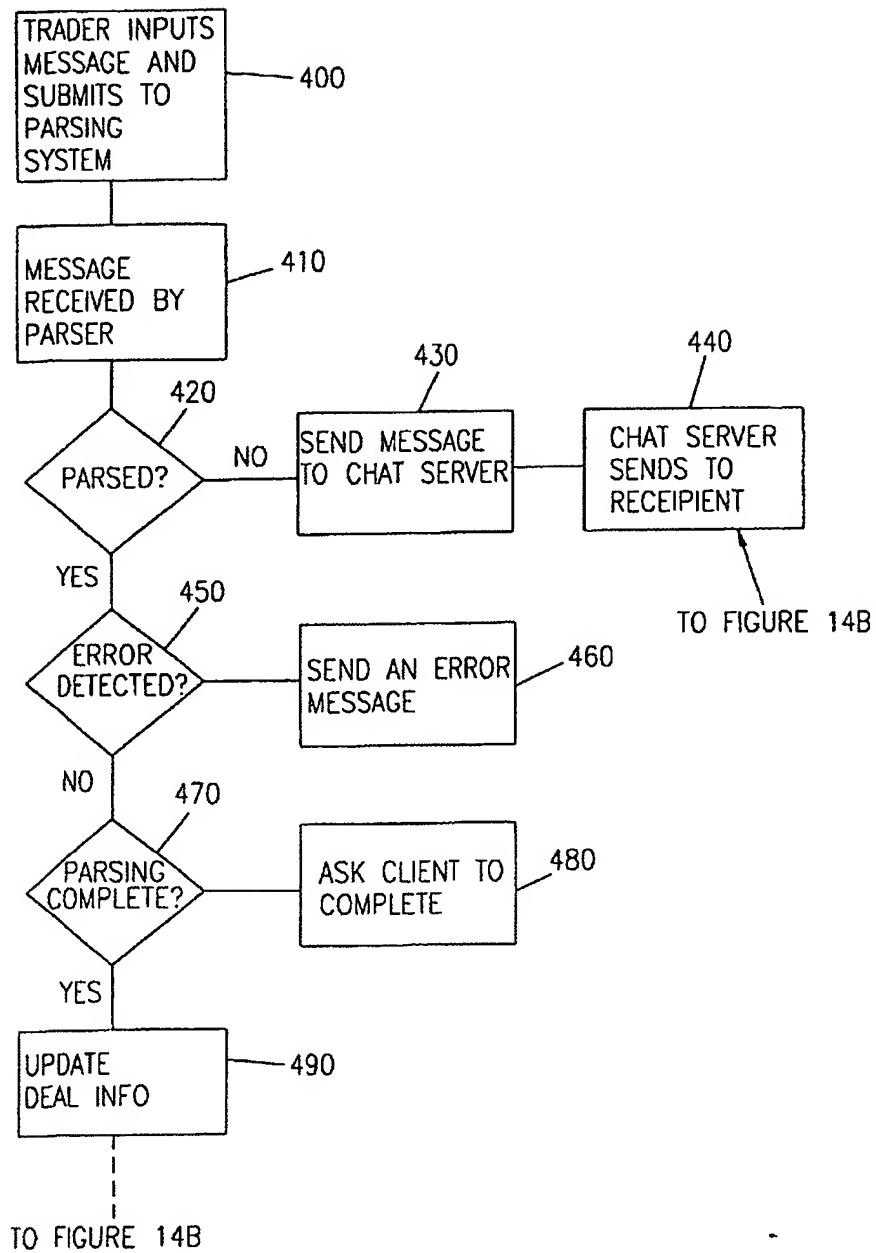 TRADER INPUTS
MESSAGE AND
SUBMITS TO
PARSING
SYSTEM
400
MESSAGE
RECEIVED BY
PARSER
410
420
PARSED?
NO
430
SEND MESSAGE
TO CHAT SERVER
440
CHAT SERVER
SENDS TO
RECEIPIENT
TO FIGURE 14B
YES
450
ERROR
DETECTED?
SEND AN ERROR
MESSAGE
460
NO
470
PARSING
COMPLETE?
ASK CLIENT TO
COMPLETE
480
YES
UPDATE
DEAL INFO
490
TO FIGURE 14B